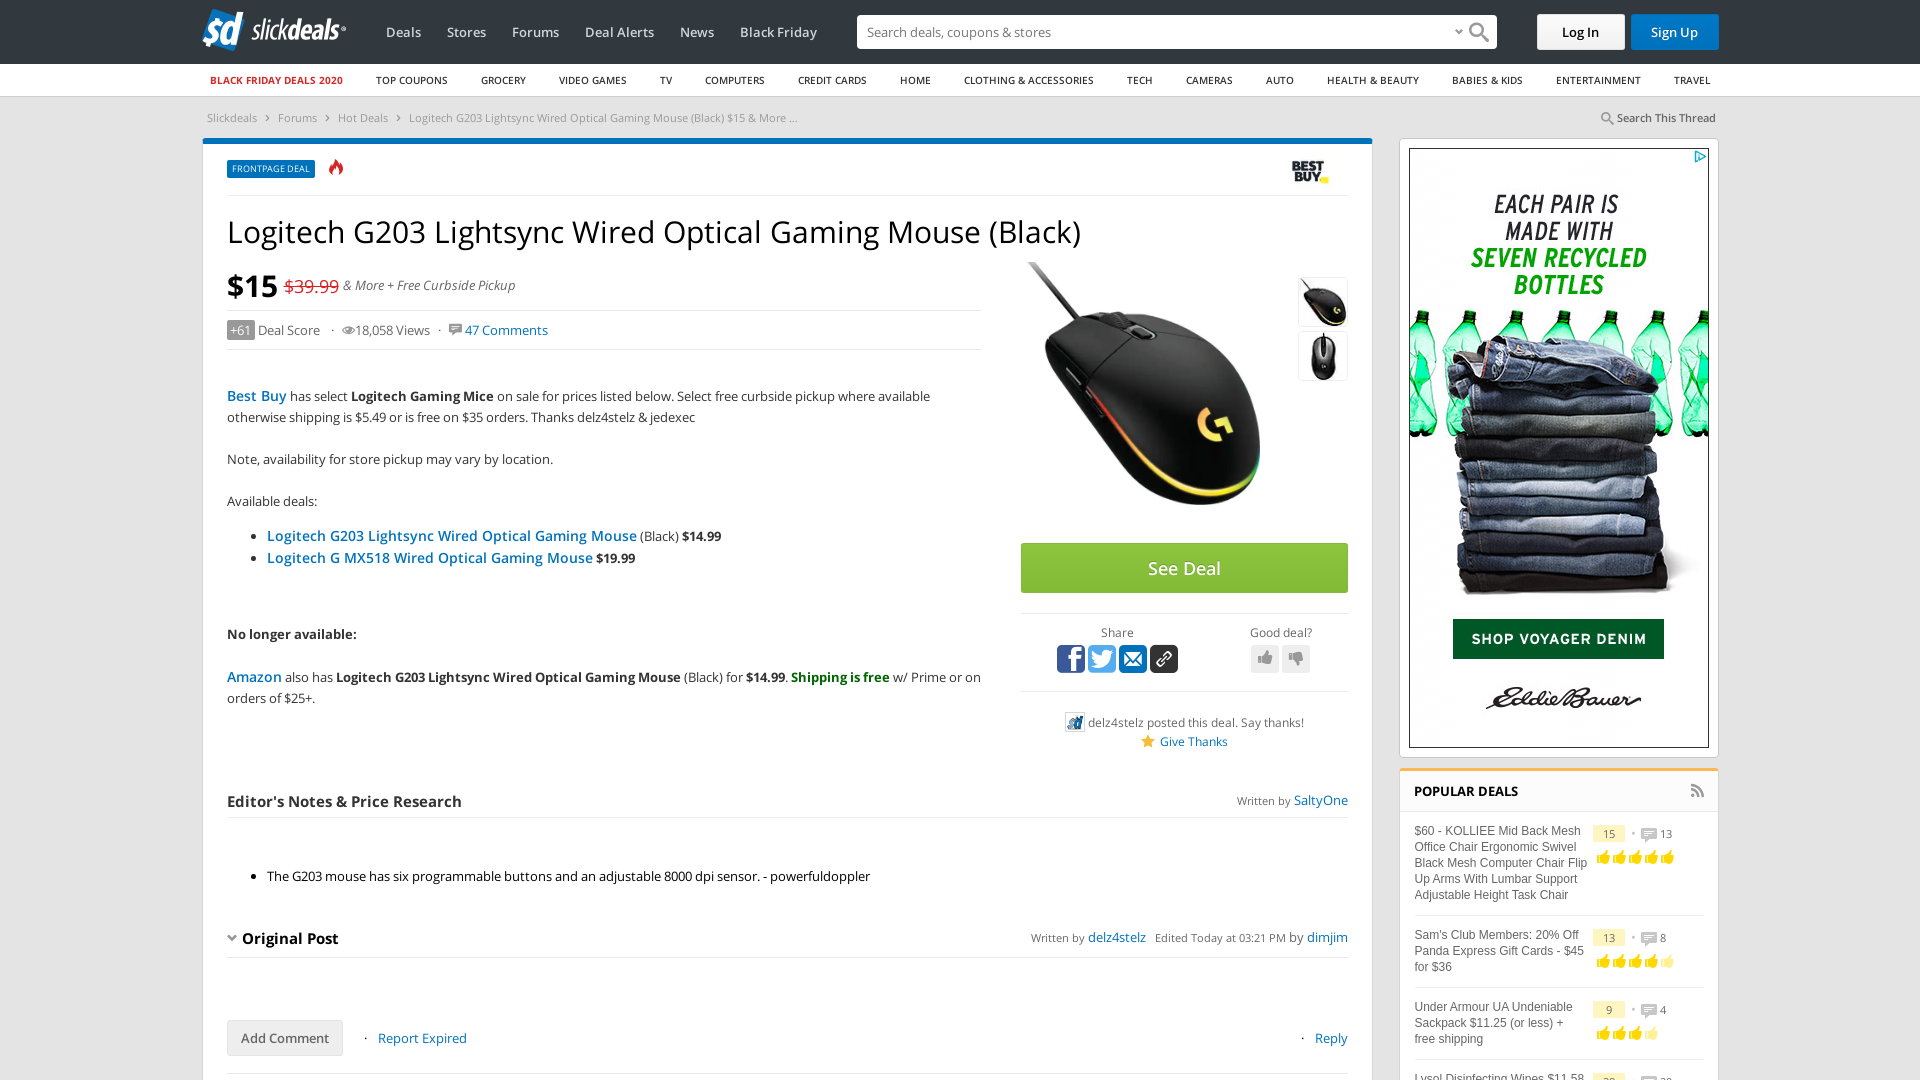 slickdeals
Deals
Stores
Forums
Deal Alerts
News
Black Friday
Search deals, coupons & stores
Log In
Sign Up
BLACK FRIDAY DEALS 2020
TOP COUPONS
GROCERY
VIDEO GAMES
TV
COMPUTERS
CREDIT CARDS
HOME
CLOTHING & ACCESSORIES
TECH
CAMERAS
AUTO
HEALTH & BEAUTY
BABIES & KIDS
ENTERTAINMENT
TRAVEL
Slickdeals › Forums › Hot Deals › Logitech G203 Lightsync Wired Optical Gaming Mouse (Black) $15 & More ...
Search This Thread
FRONTPAGE DEAL
BEST
BUY
Logitech G203 Lightsync Wired Optical Gaming Mouse (Black)
$15 $39.99 & More + Free Curbside Pickup
+61 Deal Score · 18,058 Views · 47 Comments
Best Buy has select Logitech Gaming Mice on sale for prices listed below. Select free curbside pickup where available
otherwise shipping is $5.49 or is free on $35 orders. Thanks delz4stelz & jedexec
Note, availability for store pickup may vary by location.
Available deals:
• Logitech G203 Lightsync Wired Optical Gaming Mouse (Black) $14.99
• Logitech G MX518 Wired Optical Gaming Mouse $19.99
No longer available:
Amazon also has Logitech G203 Lightsync Wired Optical Gaming Mouse (Black) for $14.99. Shipping is free w/ Prime or on
orders of $25+.
See Deal
Share
Good deal?
delz4stelz posted this deal. Say thanks!
Give Thanks
Editor's Notes & Price Research
Written by SaltyOne
• The G203 mouse has six programmable buttons and an adjustable 8000 dpi sensor. - powerfuldoppler
Original Post
Written by delz4stelz Edited Today at 03:21 PM by dimjim
Add Comment
· Report Expired
· Reply
EACH PAIR IS
MADE WITH
SEVEN RECYCLED
BOTTLES
SHOP VOYAGER DENIM
Eddie Bauer
POPULAR DEALS
$60 - KOLLIEE Mid Back Mesh
Office Chair Ergonomic Swivel
Black Mesh Computer Chair Flip
Up Arms With Lumbar Support
Adjustable Height Task Chair
15 • 13
Sam's Club Members: 20% Off
Panda Express Gift Cards - $45
for $36
13 • 8
Under Armour UA Undeniable
Sackpack $11.25 (or less) +
free shipping
9 • 4
Lysol Disinfecting Wipes $11.58